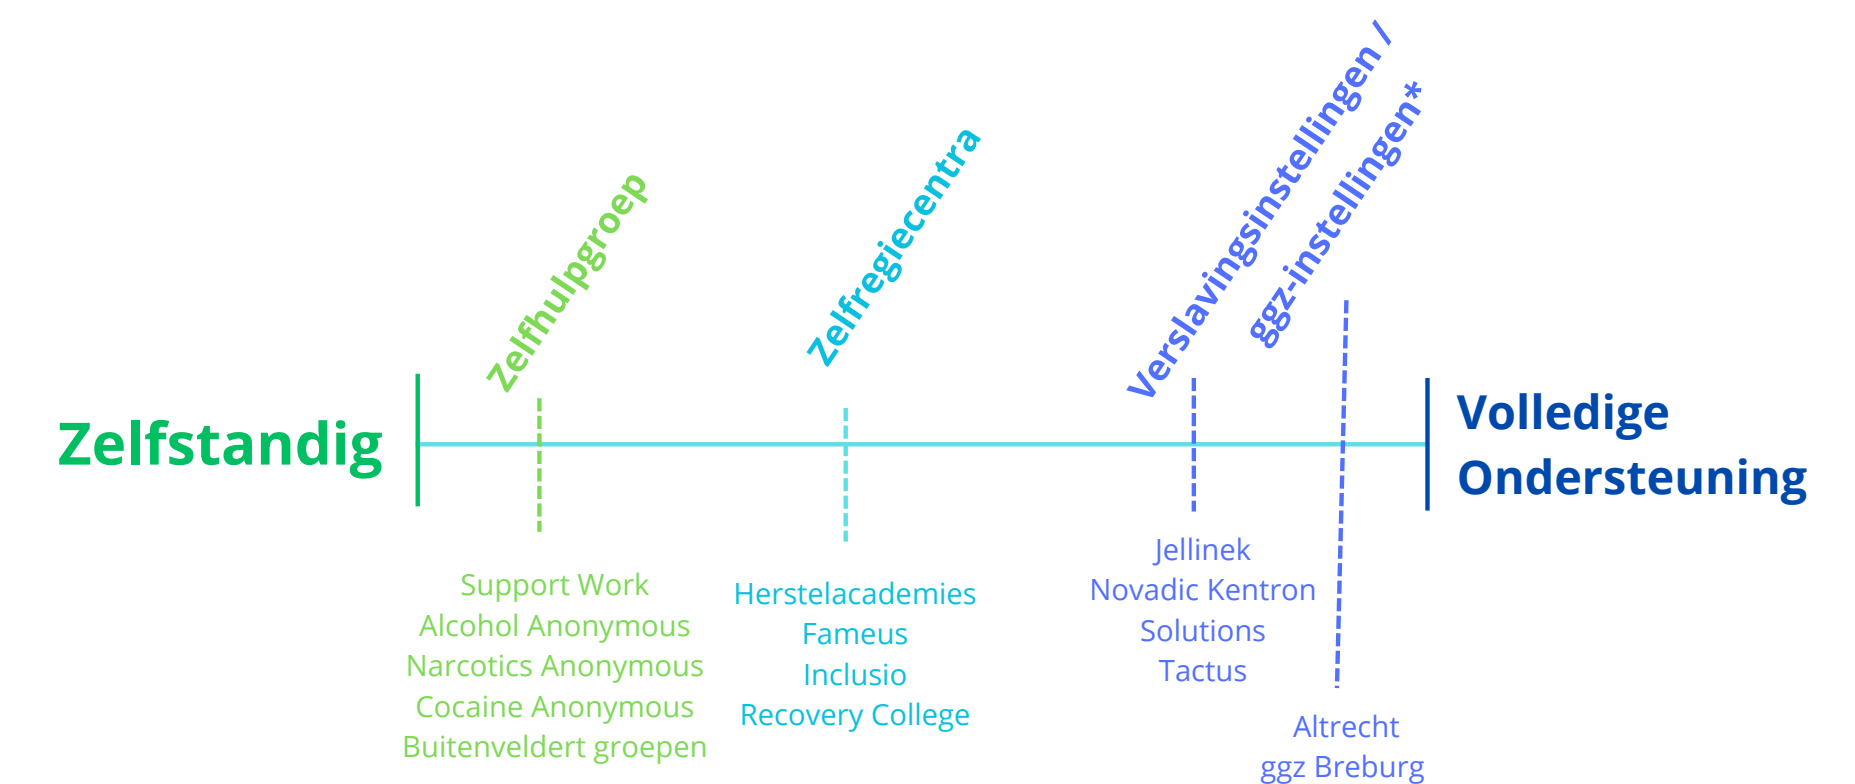 Zelfstandig
Zelfhulpgroep
Support Work
Alcohol Anonymous
Narcotics Anonymous
Cocaine Anonymous
Buitenveldert groepen
Zelfregiecentra
Herstelacademies
Fameus
Inclusio
Recovery College
Verslavingsinstellingen /
ggz-instellingen*
Jellinek
Novadic Kentron
Solutions
Tactus
Altrecht
ggz Breburg
Volledige
Ondersteuning